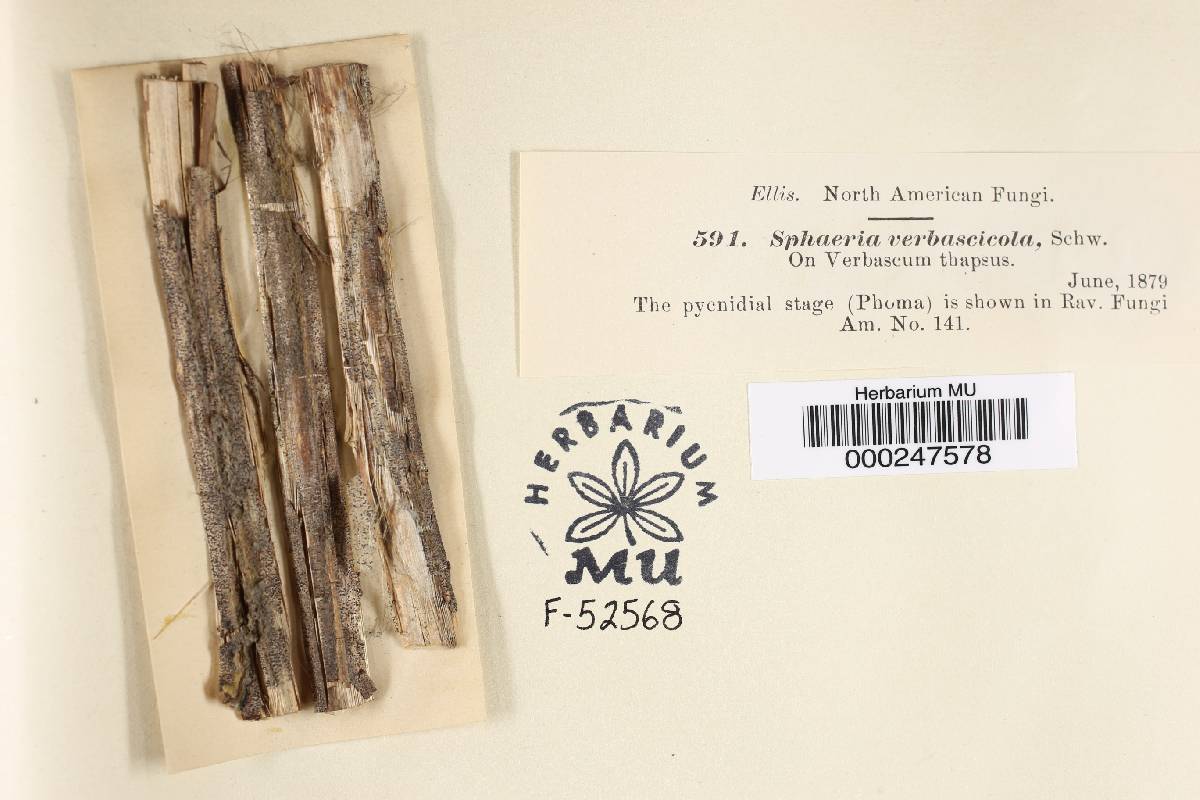 Ellis. North American Fungi.
591. Sphaeria verbascicola, Schw.
On Verbascum thapsus.
June, 1879
The pycnidial stage (Phoma) is shown in Rav. Fungi
Am. No. 141.
Herbarium MU
000247578
HERBARIUM
MU
F-52568